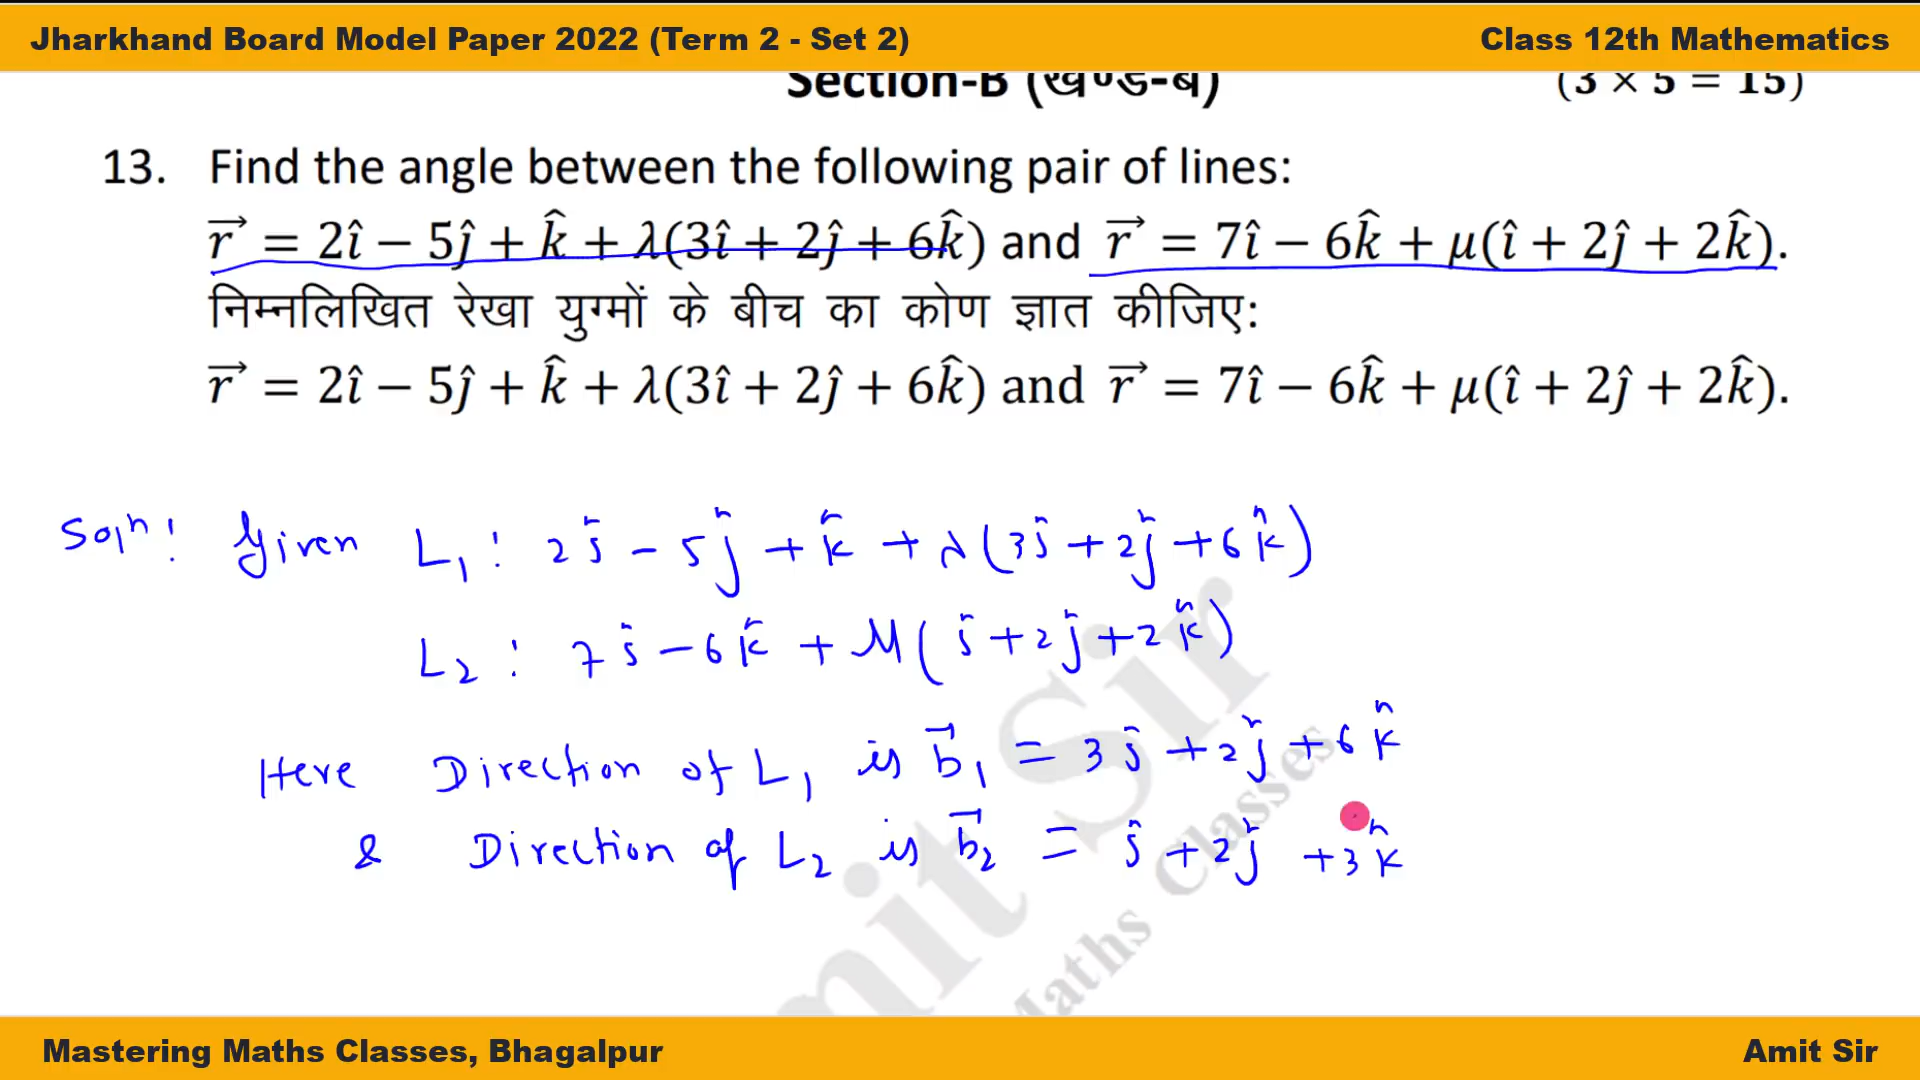 Jharkhand Board Model Paper 2022 (Term 2 - Set 2)
Class 12th Mathematics
Section-B (खण्ड-ब)
(3 × 5 = 15)
13. Find the angle between the following pair of lines:
r⃗ = 2î − 5ĵ + k̂ + λ(3î + 2ĵ + 6k̂) and r⃗ = 7î − 6k̂ + μ(î + 2ĵ + 2k̂).
निम्नलिखित रेखा युग्मों के बीच का कोण ज्ञात कीजिए:
r⃗ = 2î − 5ĵ + k̂ + λ(3î + 2ĵ + 6k̂) and r⃗ = 7î − 6k̂ + μ(î + 2ĵ + 2k̂).
Solⁿ: Given L₁: 2î − 5ĵ + k̂ + λ(3î + 2ĵ + 6k̂)
L₂: 7î − 6k̂ + μ(î + 2ĵ + 2k̂)
Here Direction of L₁ is b⃗₁ = 3î + 2ĵ + 6k̂
& Direction of L₂ is b⃗₂ = î + 2ĵ + 3k̂
mit Sir
Maths Classes
Mastering Maths Classes, Bhagalpur
Amit Sir